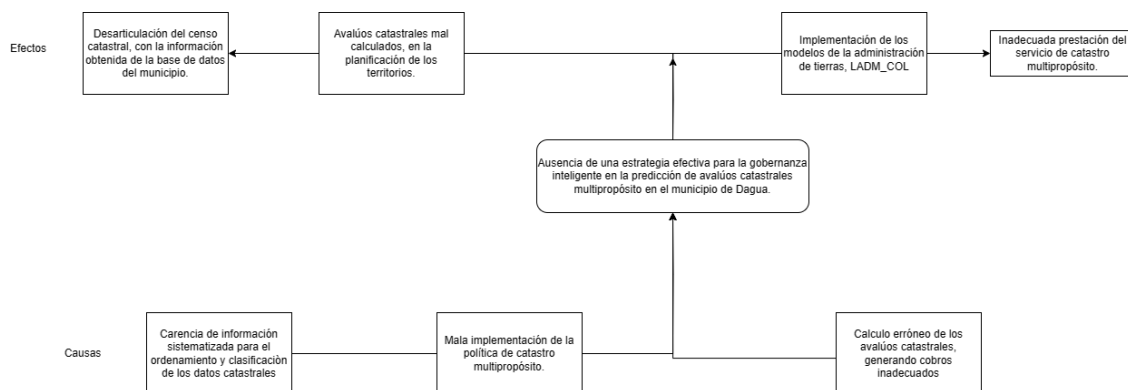 Efectos
Desarticulación del censo
catastral, con la información
obtenida de la base de datos
del municipio.
Avalúos catastrales mal
calculados, en la
planificación de los
territorios.
Implementación de los
modelos de la administración
de tierras, LADM_COL
Inadecuada prestación del
servicio de catastro
multipropósito.
Ausencia de una estrategia efectiva para la gobernanza
inteligente en la predicción de avalúos catastrales
multipropósito en el municipio de Dagua.
Causas
Carencia de información
sistematizada para el
ordenamiento y clasificaciòn
de los datos catastrales
Mala implementación de la
política de catastro
multipropósito.
Calculo erróneo de los
avalúos catastrales,
generando cobros
inadecuados